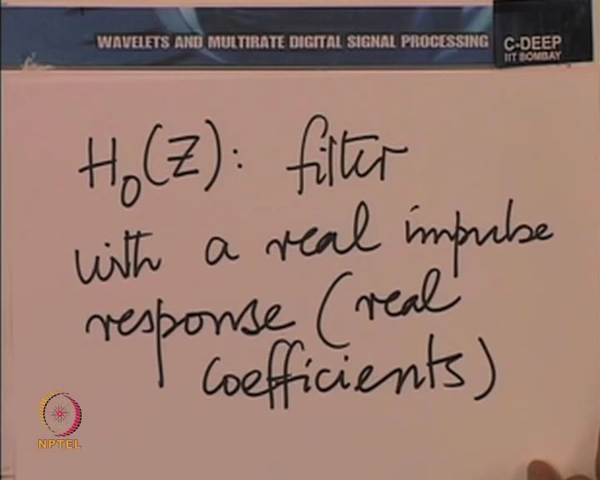 WAVELETS AND MULTIRATE DIGITAL SIGNAL PROCESSING
C-DEEP
IIT BOMBAY
H₀(Z): filter
with a real impulse
response (real
coefficients)
NPTEL